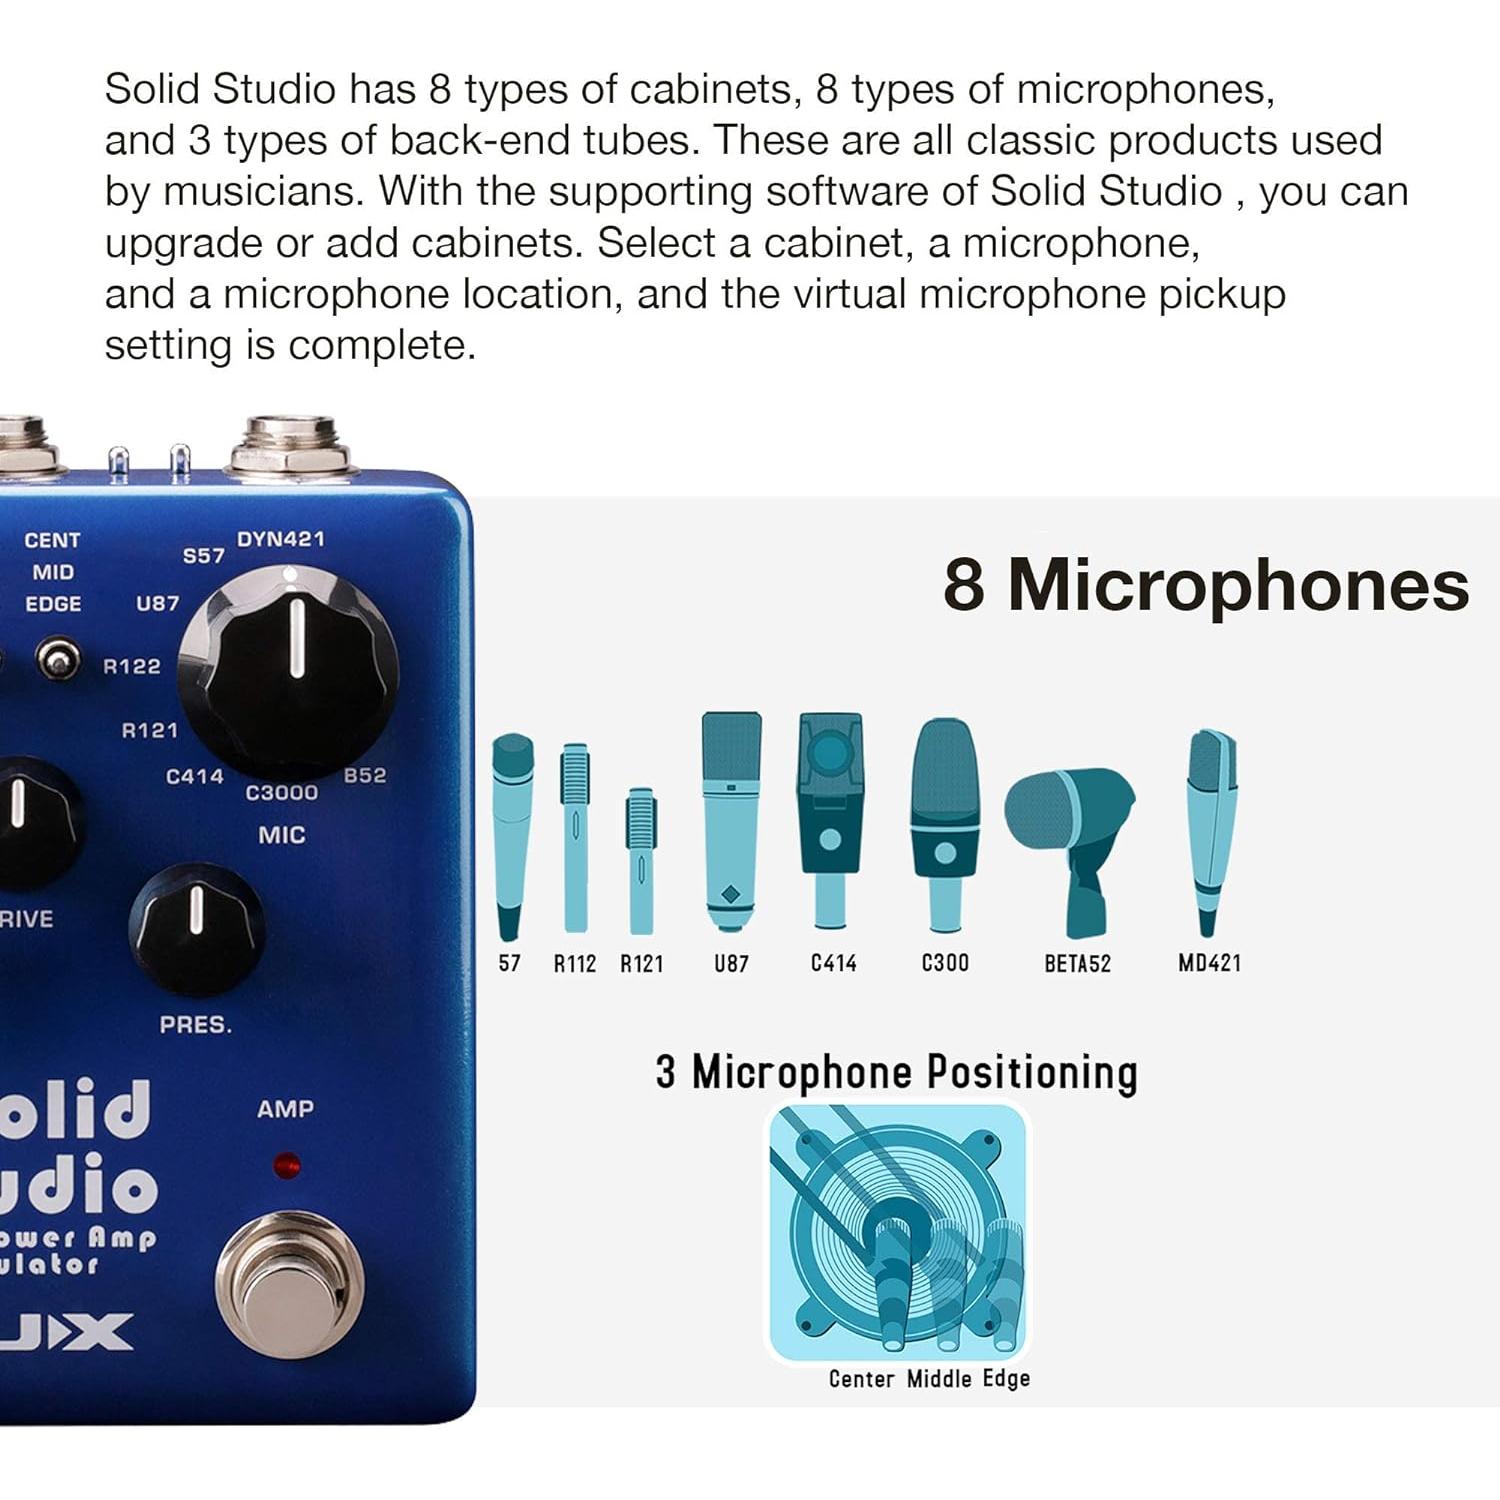 Solid Studio has 8 types of cabinets, 8 types of microphones,
and 3 types of back-end tubes. These are all classic products used
by musicians. With the supporting software of Solid Studio , you can
upgrade or add cabinets. Select a cabinet, a microphone,
and a microphone location, and the virtual microphone pickup
setting is complete.
CENT
MID
EDGE
DYN421
S57
U87
R122
R121
C414
C3000
B52
MIC
RIVE
PRES.
AMP
olid
udio
ower Amp
ulator
UX
8 Microphones
57 R112 R121 U87 C414 C300 BETA52 MD421
3 Microphone Positioning
Center Middle Edge